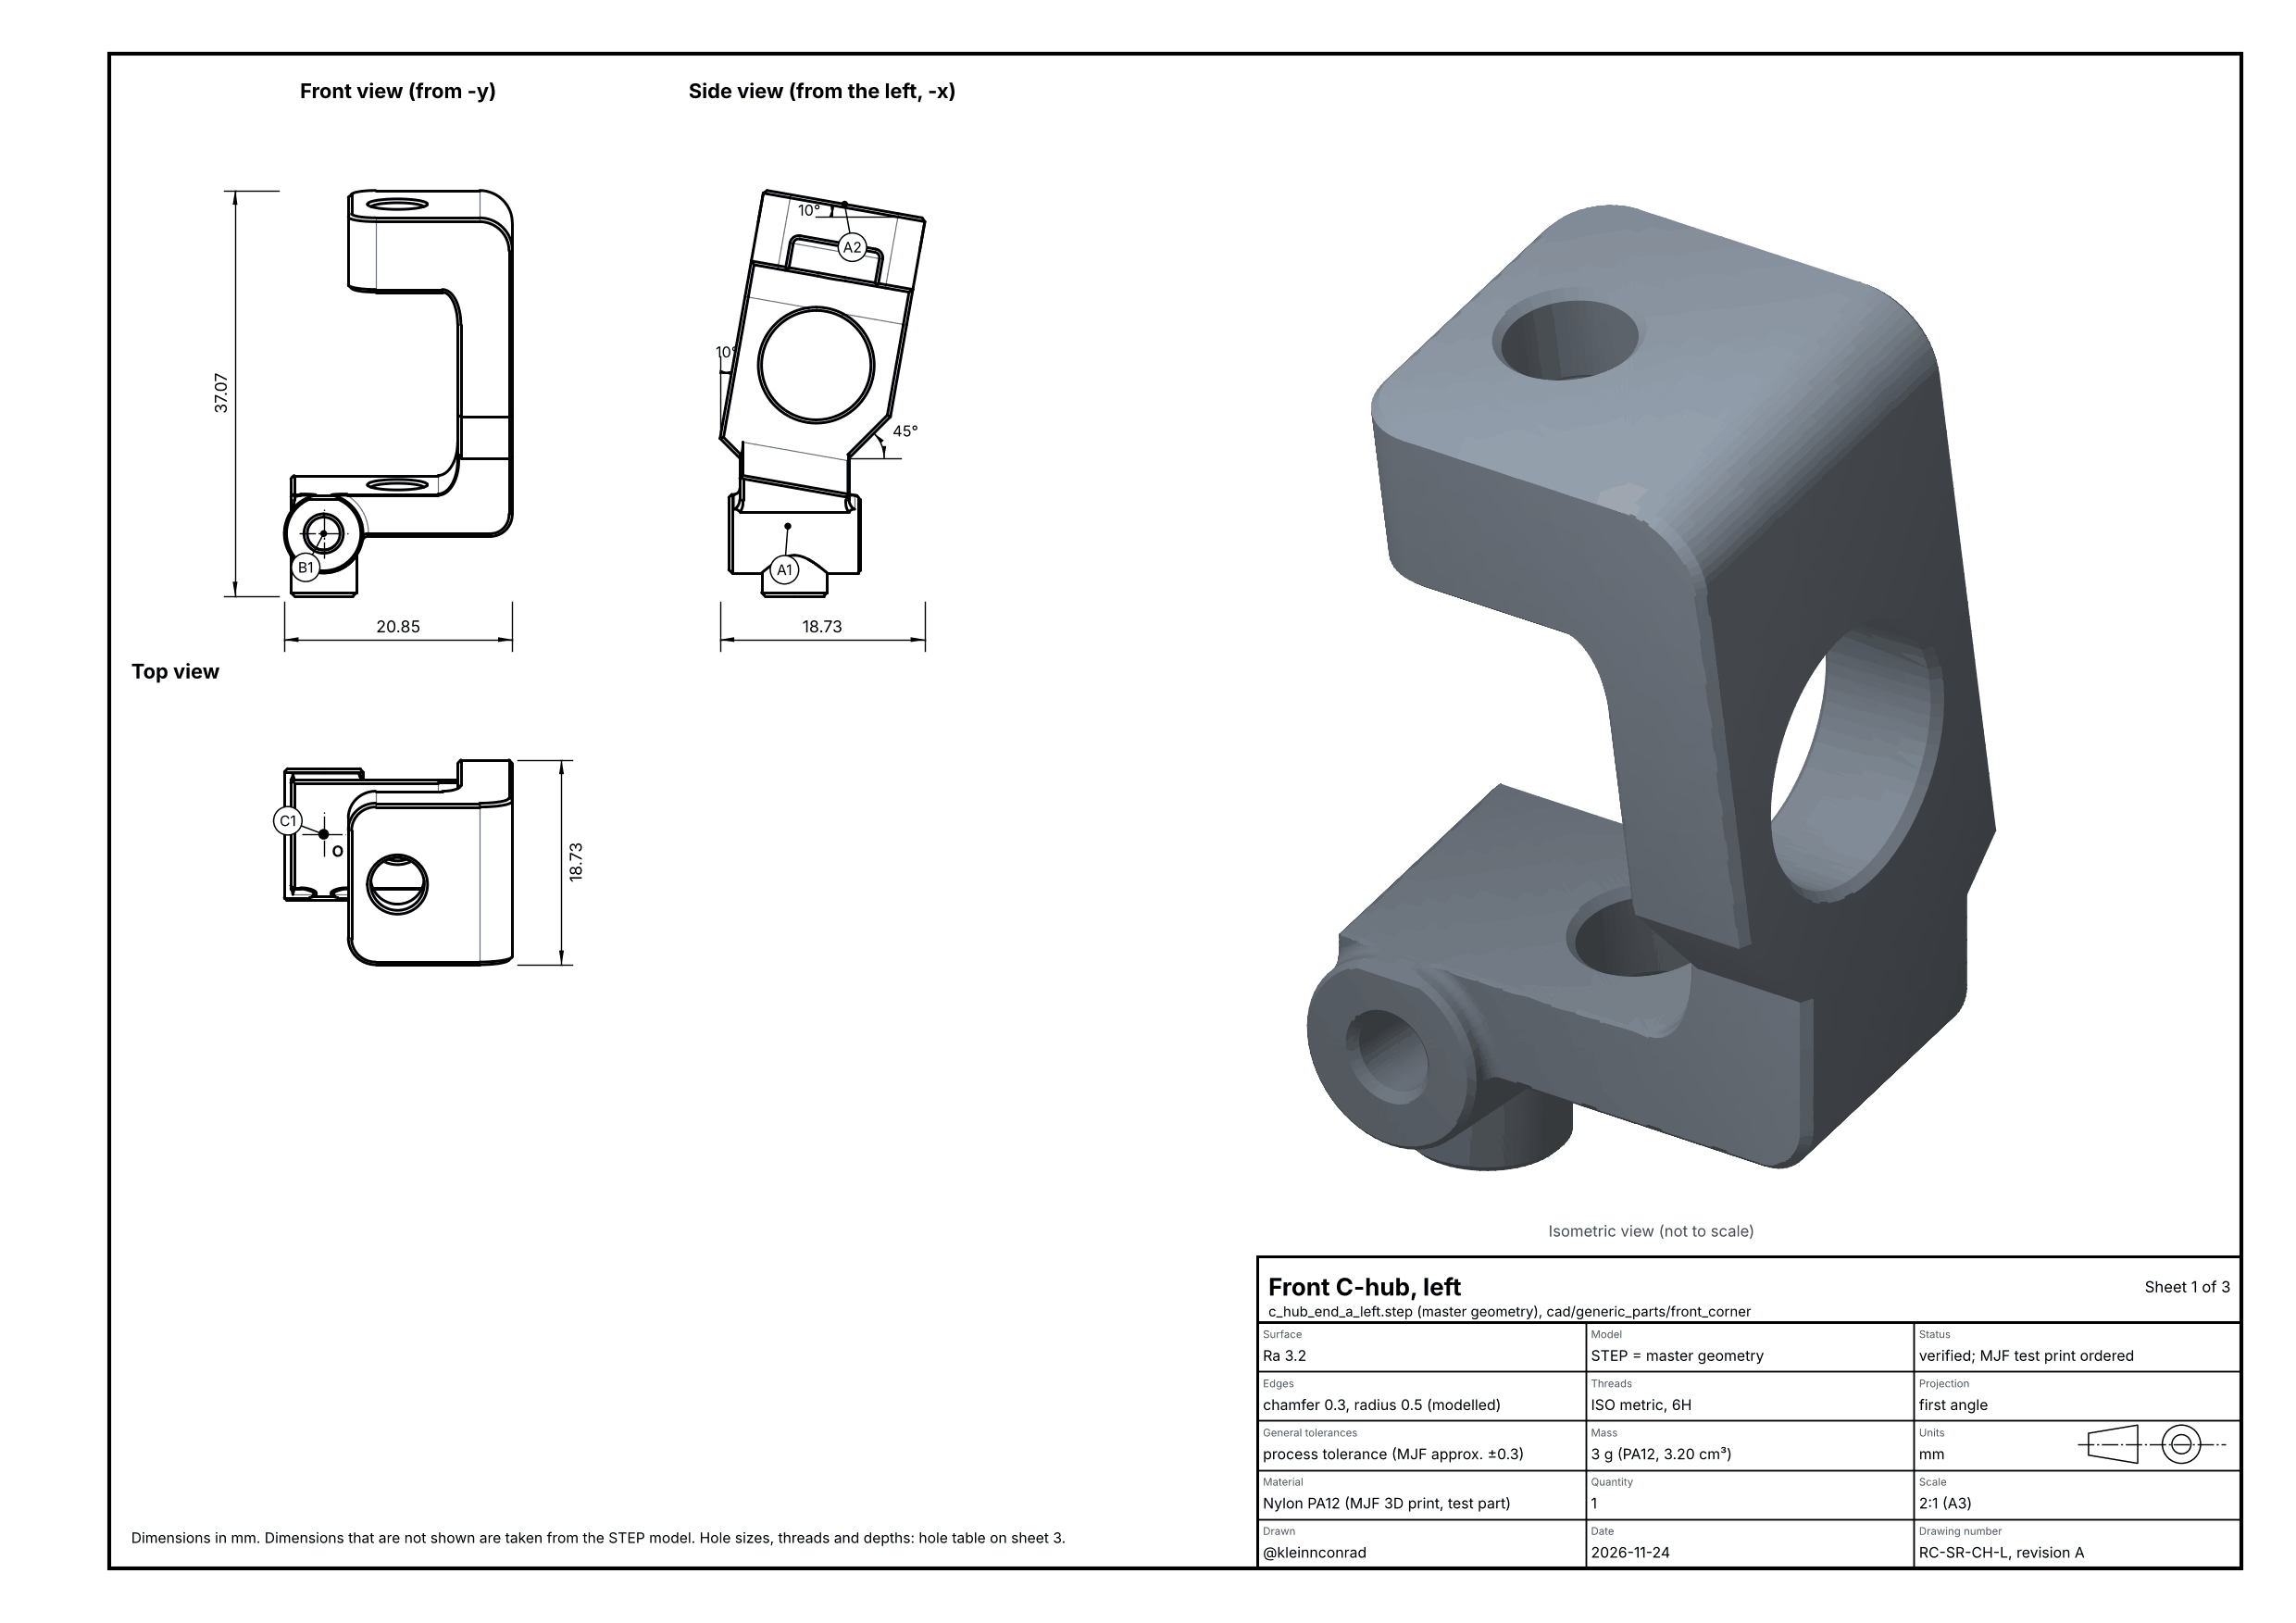 Front view (from -y)
Side view (from the left, -x)
10°
A2
37.07
10°
45°
B1
A1
20.85
18.73
Top view
C1
18.73
Isometric view (not to scale)
Front C-hub, left
Sheet 1 of 3
c_hub_end_a_left.step (master geometry), cad/generic_parts/front_corner
Surface
Model
Status
Ra 3.2
STEP = master geometry
verified; MJF test print ordered
Edges
Threads
Projection
chamfer 0.3, radius 0.5 (modelled)
ISO metric, 6H
first angle
General tolerances
Mass
Units
process tolerance (MJF approx. ±0.3)
3 g (PA12, 3.20 cm³)
mm
Material
Quantity
Scale
Nylon PA12 (MJF 3D print, test part)
1
2:1 (A3)
Drawn
Date
Drawing number
@kleinnconrad
2026-11-24
RC-SR-CH-L, revision A
Dimensions in mm. Dimensions that are not shown are taken from the STEP model. Hole sizes, threads and depths: hole table on sheet 3.